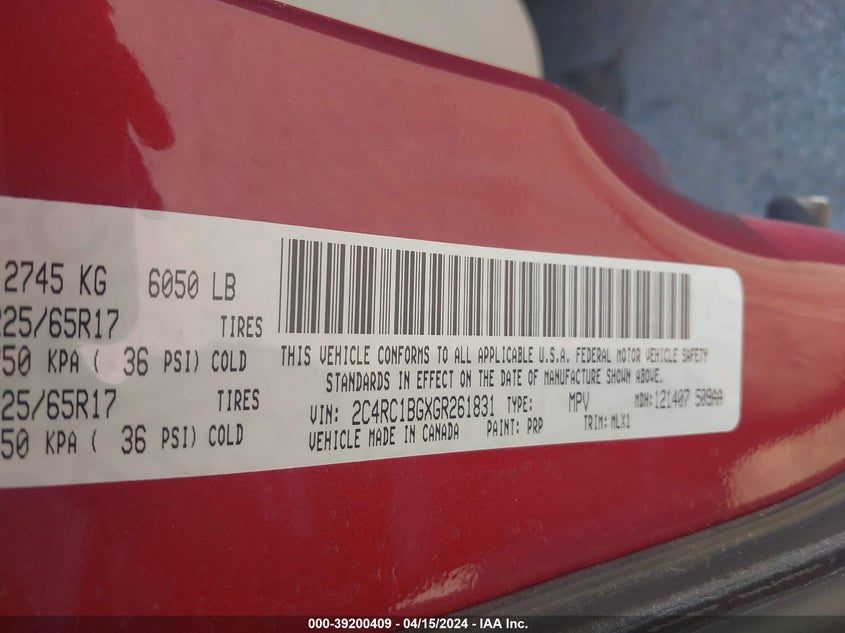 2745 KG 6050 LB
225/65R17 TIRES
50 KPA ( 36 PSI) COLD
25/65R17 TIRES
50 KPA ( 36 PSI) COLD
THIS VEHICLE CONFORMS TO ALL APPLICABLE U.S.A. FEDERAL MOTOR VEHICLE SAFETY
STANDARDS IN EFFECT ON THE DATE OF MANUFACTURE SHOWN ABOVE.
VIN: 2C4RC1BGXGR261831 TYPE: MPV MDH: 121407 509AA
VEHICLE MADE IN CANADA PAINT: PRP TRIM: MLX1
000-39200409 - 04/15/2024 - IAA Inc.